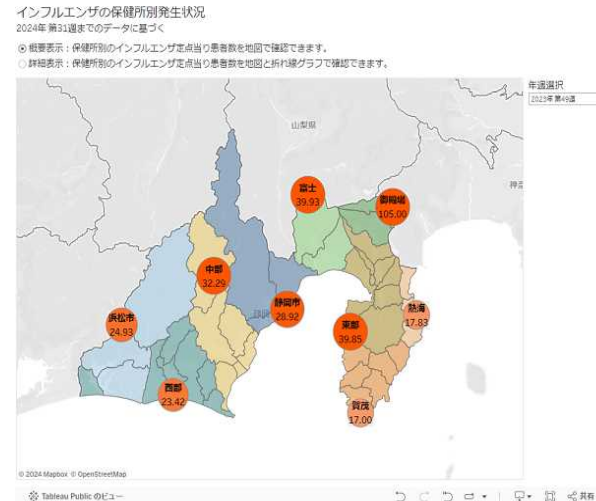 インフルエンザの保健所別発生状況
2024年 第31週までのデータに基づく
概要表示：保健所別のインフルエンザ定点当り患者数を地図で確認できます。
詳細表示：保健所別のインフルエンザ定点当り患者数を地図と折れ線グラフで確認できます。
年週選択
2023年 第49週
山梨県
富士
39.93
御殿場
105.00
中部
32.29
静岡市
28.92
浜松市
24.93
東部
39.85
熱海
17.83
西部
23.42
賀茂
17.00
© 2024 Mapbox © OpenStreetMap
Tableau Public のビュー
共有